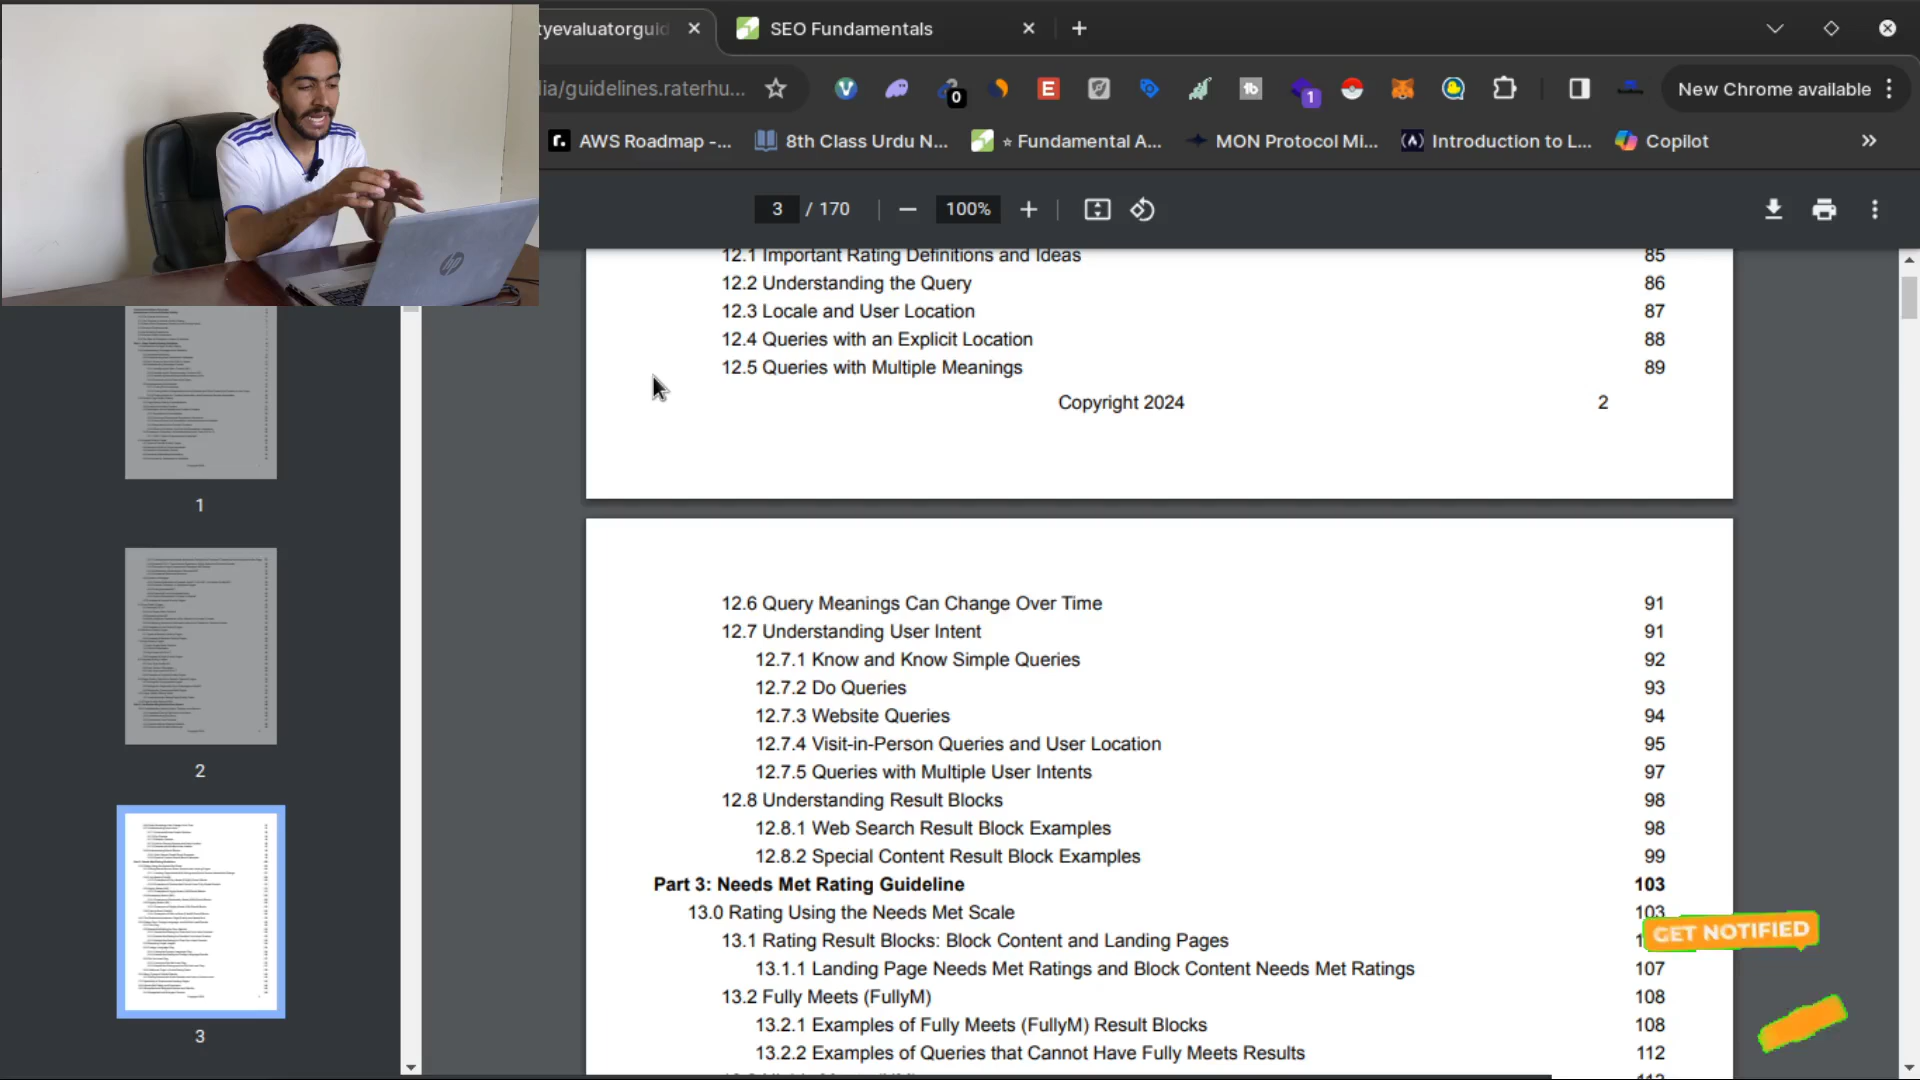 tyevaluatorguid
SEO Fundamentals
lia/guidelines.raterhu...
0
E
1
New Chrome available
r. AWS Roadmap -...
8th Class Urdu N...
☆ Fundamental A...
MON Protocol Mi...
(Λ) Introduction to L...
Copilot
»
3 / 170
100%
12.1 Important Rating Definitions and Ideas 85
12.2 Understanding the Query 86
12.3 Locale and User Location 87
12.4 Queries with an Explicit Location 88
12.5 Queries with Multiple Meanings 89
Copyright 2024 2
12.6 Query Meanings Can Change Over Time 91
12.7 Understanding User Intent 91
12.7.1 Know and Know Simple Queries 92
12.7.2 Do Queries 93
12.7.3 Website Queries 94
12.7.4 Visit-in-Person Queries and User Location 95
12.7.5 Queries with Multiple User Intents 97
12.8 Understanding Result Blocks 98
12.8.1 Web Search Result Block Examples 98
12.8.2 Special Content Result Block Examples 99
Part 3: Needs Met Rating Guideline 103
13.0 Rating Using the Needs Met Scale 103
13.1 Rating Result Blocks: Block Content and Landing Pages
13.1.1 Landing Page Needs Met Ratings and Block Content Needs Met Ratings 107
13.2 Fully Meets (FullyM) 108
13.2.1 Examples of Fully Meets (FullyM) Result Blocks 108
13.2.2 Examples of Queries that Cannot Have Fully Meets Results 112
GET NOTIFIED
hp
1
2
3